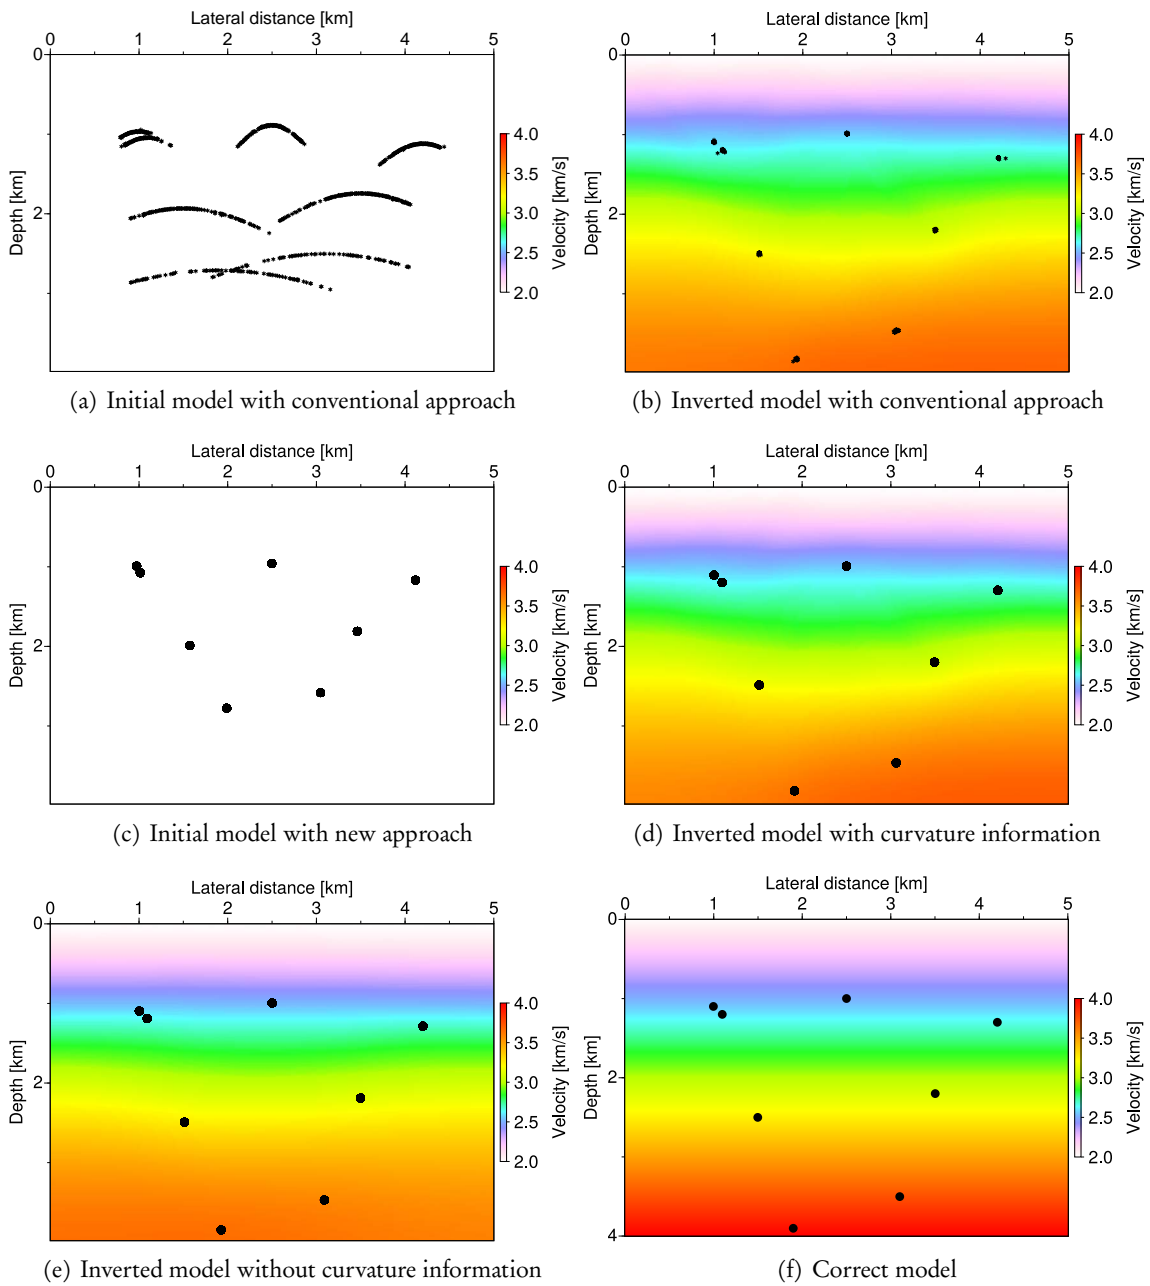 Lateral distance [km]
0 1 2 3 4 5
0
2
Depth [km]
4.0
3.5
3.0
2.5
2.0
Velocity [km/s]
(a) Initial model with conventional approach
Lateral distance [km]
0 1 2 3 4 5
0
2
Depth [km]
4.0
3.5
3.0
2.5
2.0
Velocity [km/s]
(b) Inverted model with conventional approach
Lateral distance [km]
0 1 2 3 4 5
0
2
Depth [km]
4.0
3.5
3.0
2.5
2.0
Velocity [km/s]
(c) Initial model with new approach
Lateral distance [km]
0 1 2 3 4 5
0
2
Depth [km]
4.0
3.5
3.0
2.5
2.0
Velocity [km/s]
(d) Inverted model with curvature information
Lateral distance [km]
0 1 2 3 4 5
0
2
Depth [km]
4.0
3.5
3.0
2.5
2.0
Velocity [km/s]
(e) Inverted model without curvature information
Lateral distance [km]
0 1 2 3 4 5
0
2
4
Depth [km]
4.0
3.5
3.0
2.5
2.0
Velocity [km/s]
(f) Correct model